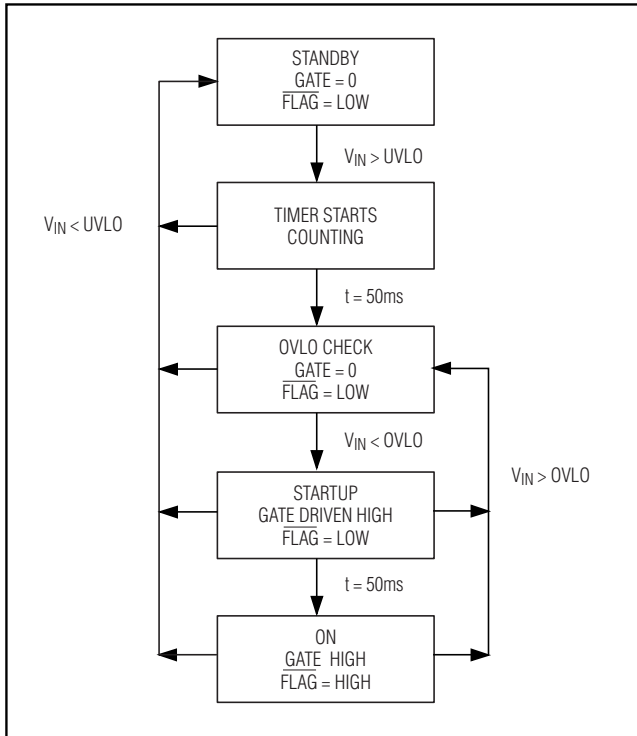 STANDBY
GATE = 0
FLAG = LOW
V_IN > UVLO
V_IN < UVLO
TIMER STARTS
COUNTING
t = 50ms
OVLO CHECK
GATE = 0
FLAG = LOW
V_IN < OVLO
V_IN > OVLO
STARTUP
GATE DRIVEN HIGH
FLAG = LOW
t = 50ms
ON
GATE HIGH
FLAG = HIGH